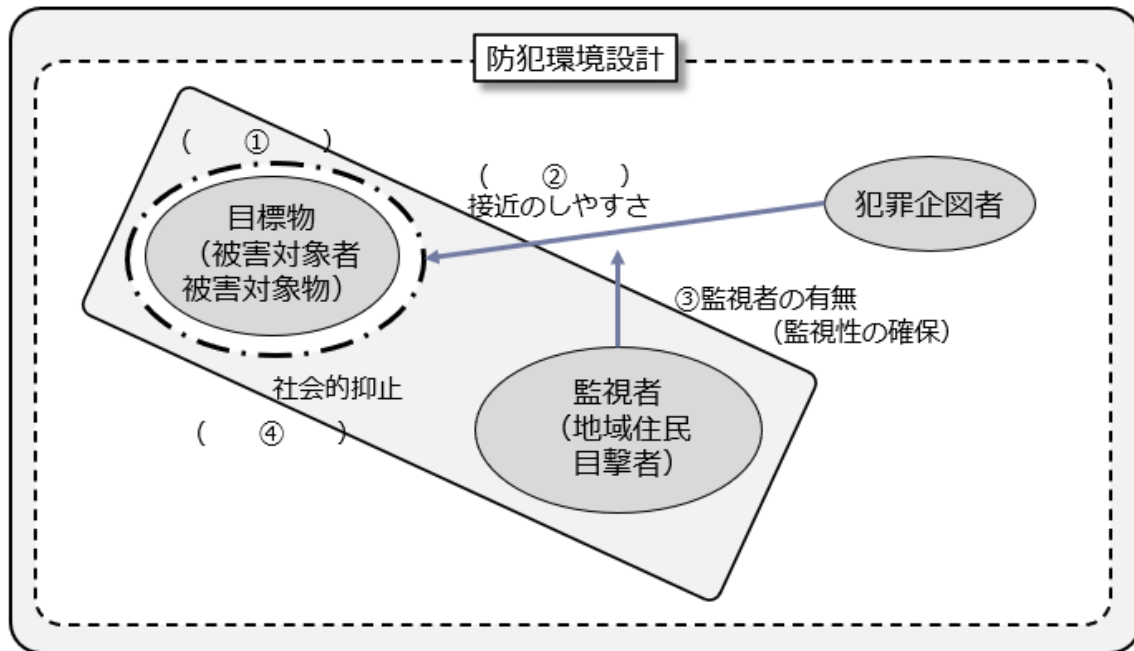 防犯環境設計
(　①　)
目標物
(被害対象者
被害対象物)
(　②　)
接近のしやすさ
犯罪企図者
③監視者の有無
(監視性の確保)
監視者
(地域住民
目撃者)
社会的抑止
(　④　)